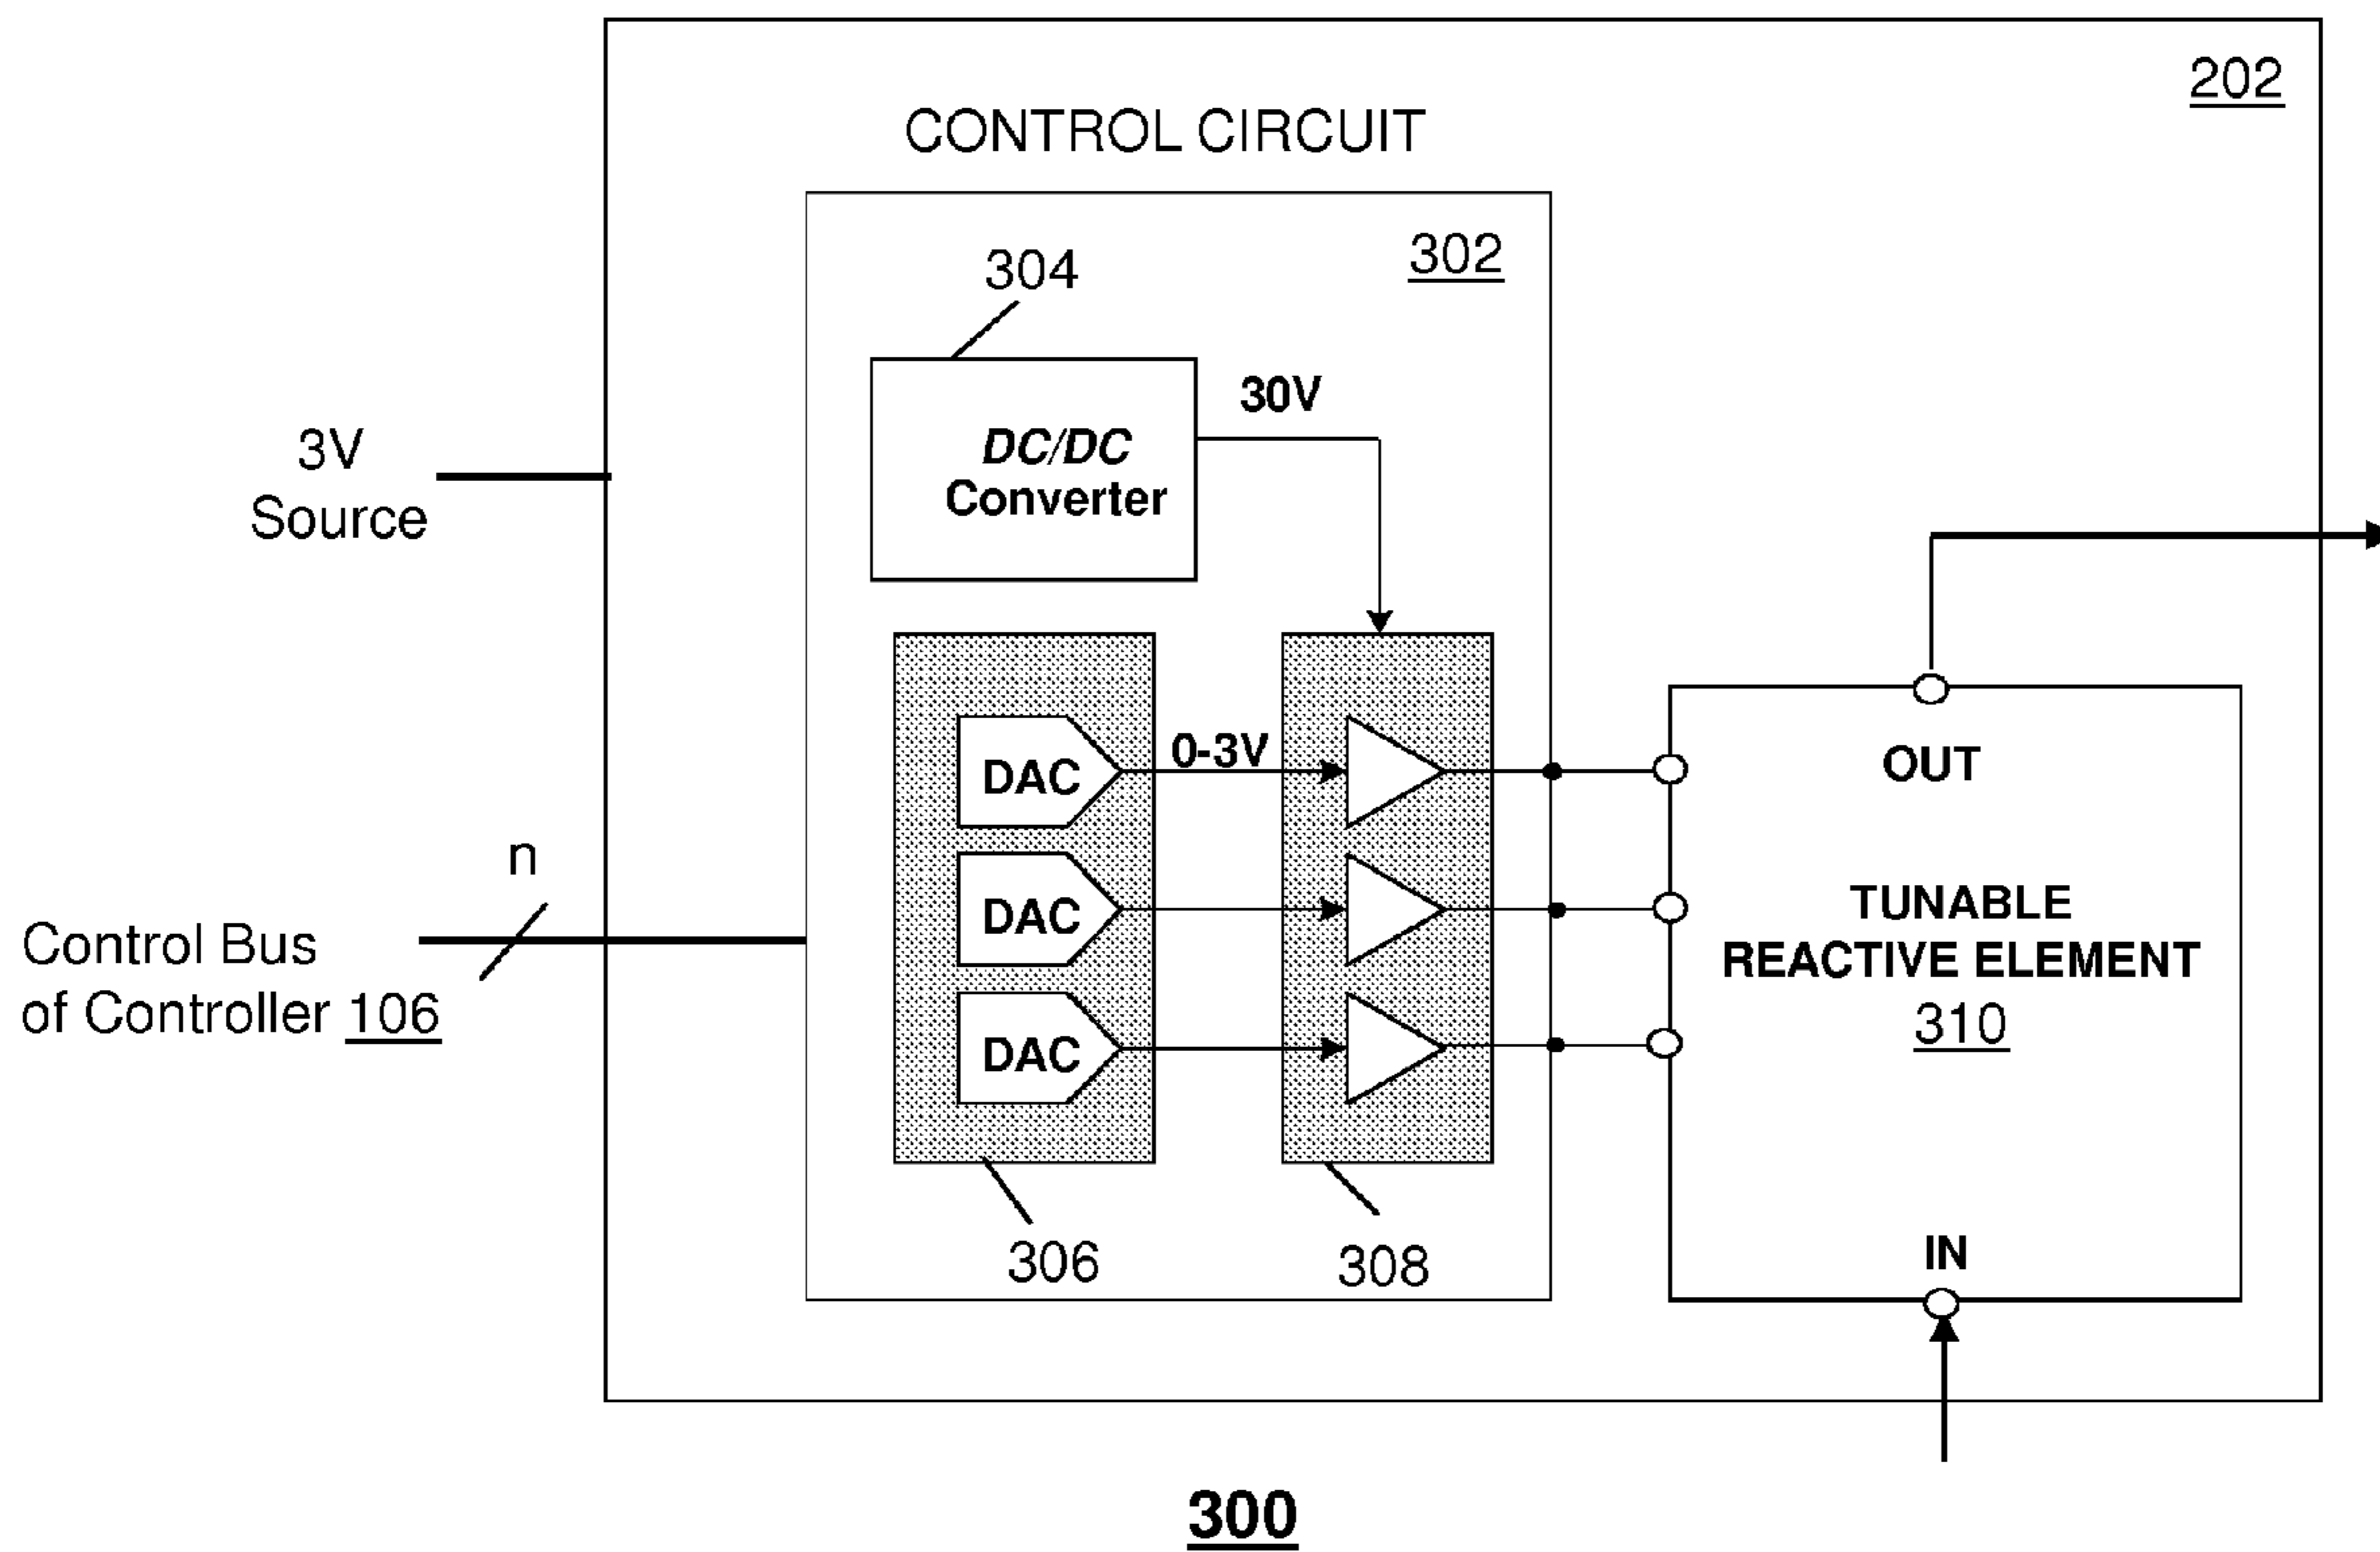 202
CONTROL CIRCUIT
302
304
30V
DC/DC
Converter
3V
Source
0-3V
DAC
DAC
DAC
OUT
TUNABLE
REACTIVE ELEMENT
310
IN
n
Control Bus
of Controller 106
306
308
300